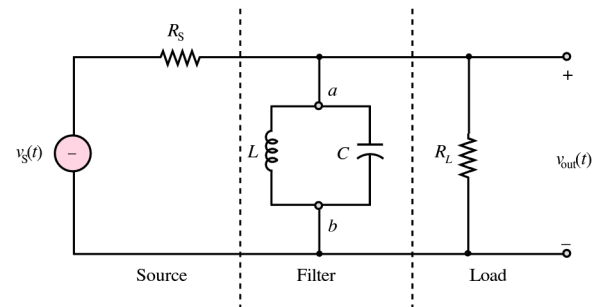 R_S
a
v_S(t)
−
L
C
R_L
+
v_out(t)
b
−
Source
Filter
Load